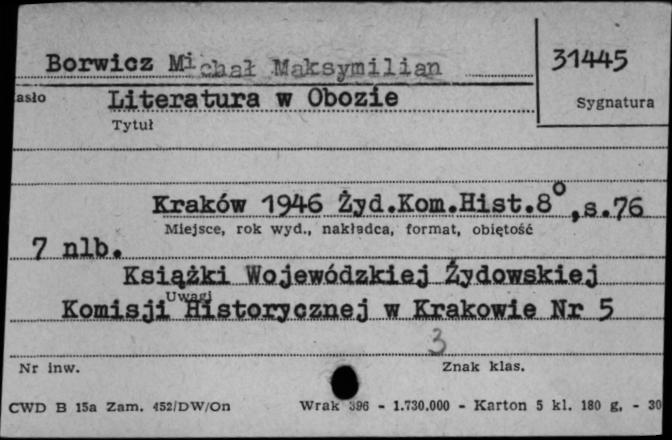 Borwicz Michał Maksymilian
31445
asło
Literatura w Obozie
Sygnatura
Tytuł
Kraków 1946 Żyd.Kom.Hist.8°,s.76
Miejsce, rok wyd., nakładca, format, objętość
7 nlb.
Książki Wojewódzkiej Żydowskiej
Uwagi
Komisji Historycznej w Krakowie Nr 5
3
Nr inw.
Znak klas.
CWD B 15a Zam. 452/DW/On Wrak 396 - 1.730.000 - Karton 5 kl. 180 g. - 30